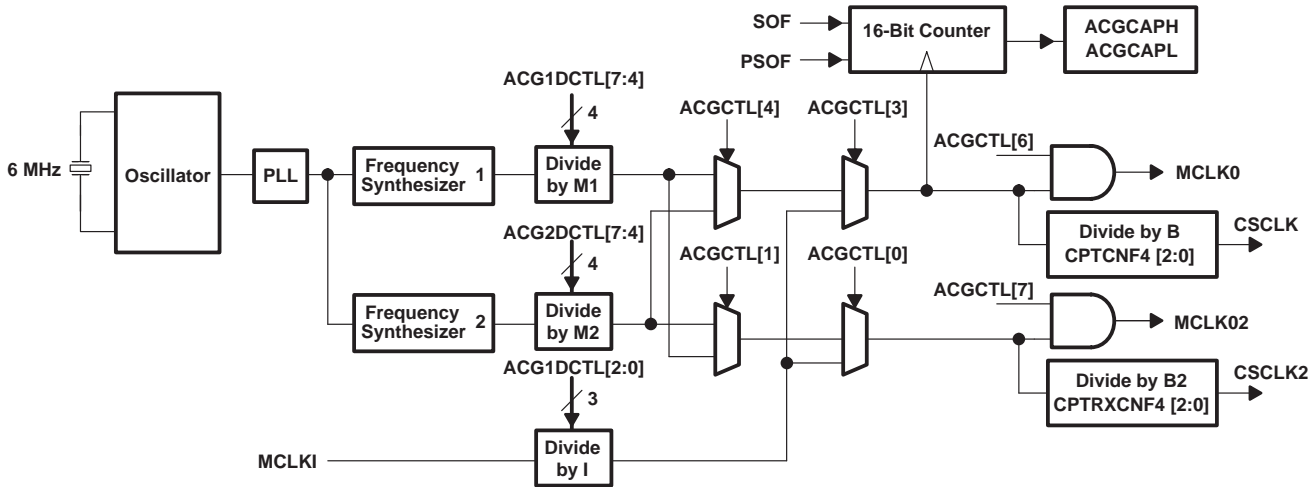 SOF
PSOF
16-Bit Counter
ACGCAPH
ACGCAPL
ACG1DCTL[7:4]
4
ACGCTL[4]
ACGCTL[3]
ACGCTL[6]
6 MHz
Oscillator
PLL
Frequency
Synthesizer 1
Divide
by M1
MCLK0
Divide by B
CPTCNF4 [2:0]
CSCLK
ACG2DCTL[7:4]
4
ACGCTL[1]
ACGCTL[0]
ACGCTL[7]
Frequency
Synthesizer 2
Divide
by M2
MCLK02
ACG1DCTL[2:0]
3
Divide by B2
CPTRXCNF4 [2:0]
CSCLK2
MCLKI
Divide
by I